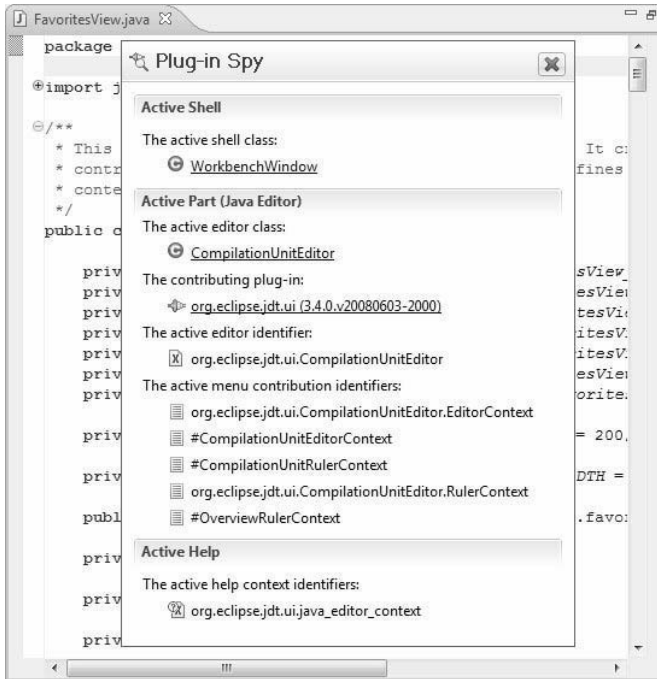 FavoritesView.java
package
Plug-in Spy
import j
Active Shell
/**
The active shell class:
* This
It
WorkbenchWindow
* contr
fines
* conte
Active Part (Java Editor)
*/
The active editor class:
public c
CompilationUnitEditor
priv
The contributing plug-in:
sView_
priv
esView
org.eclipse.jdt.ui (3.4.0.v20080603-2000)
priv
tesVi
priv
The active editor identifier:
itesV
priv
org.eclipse.jdt.ui.CompilationUnitEditor
itesV
priv
esView
The active menu contribution identifiers:
priv
orite
org.eclipse.jdt.ui.CompilationUnitEditor.EditorContext
priv
#CompilationUnitEditorContext
= 200,
#CompilationUnitRulerContext
priv
DTH =
org.eclipse.jdt.ui.CompilationUnitEditor.RulerContext
publ
#OverviewRulerContext
.favo
Active Help
priv
The active help context identifiers:
priv
org.eclipse.jdt.ui.java_editor_context
priv